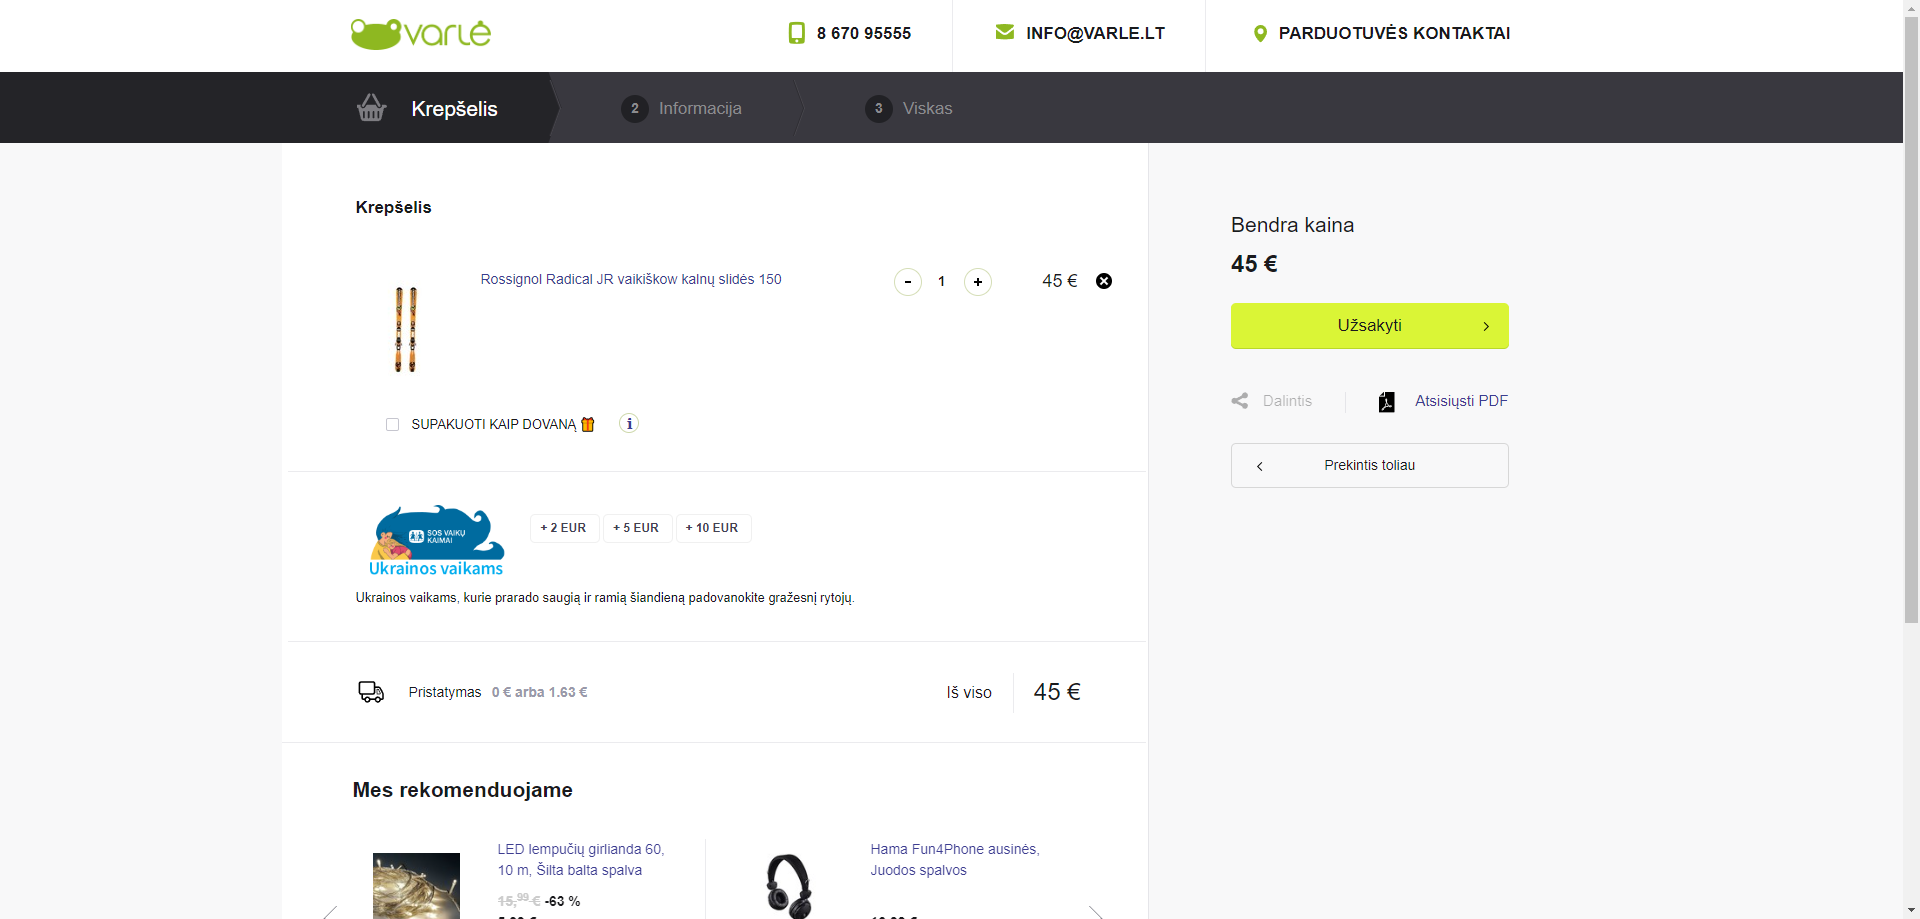 varlė
8 670 95555
INFO@VARLE.LT
PARDUOTUVĖS KONTAKTAI
Krepšelis
2 Informacija
3 Viskas
Krepšelis
Rossignol Radical JR vaikiškow kalnų slidės 150
- 1 +
45 €
SUPAKUOTI KAIP DOVANĄ
i
SOS VAIKŲ
KAIMAI
Ukrainos vaikams
+ 2 EUR
+ 5 EUR
+ 10 EUR
Ukrainos vaikams, kurie prarado saugią ir ramią šiandieną padovanokite gražesnį rytojų.
Pristatymas 0 € arba 1.63 €
Iš viso
45 €
Mes rekomenduojame
LED lempučių girlianda 60,
10 m, Šilta balta spalva
15,99 € -63 %
Hama Fun4Phone ausinės,
Juodos spalvos
Bendra kaina
45 €
Užsakyti
Dalintis
Atsisiųsti PDF
Prekintis toliau